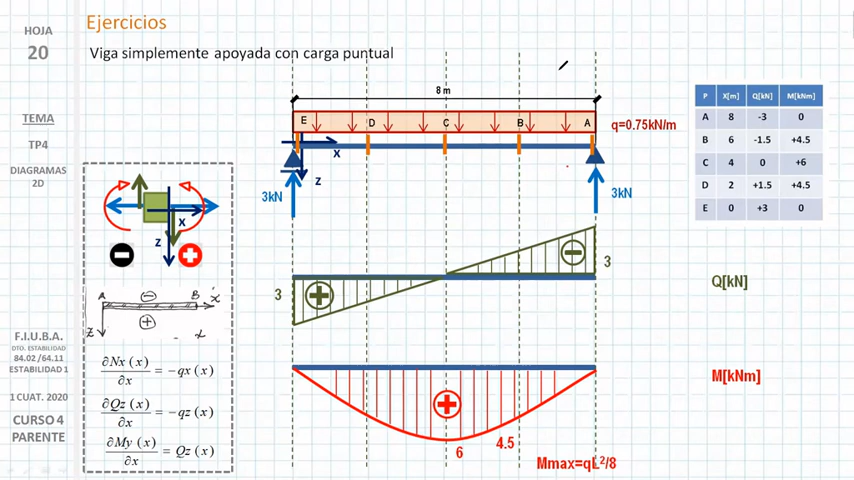 HOJA
20
TEMA
TP4
DIAGRAMAS
2D
F.I.U.B.A.
DTO. ESTABILIDAD
84.02 /64.11
ESTABILIDAD 1
1 CUAT. 2020
CURSO 4
PARENTE
Ejercicios
Viga simplemente apoyada con carga puntual
8 m
E D C B A
q=0.75kN/m
x
z
3kN
3kN
P X[m] Q[kN] M[kNm]
A 8 -3 0
B 6 -1.5 +4.5
C 4 0 +6
D 2 +1.5 +4.5
E 0 +3 0
x
z
A B x
z
∂Nx(x)/∂x = −qx(x)
∂Qz(x)/∂x = −qz(x)
∂My(x)/∂x = Qz(x)
3
3
Q[kN]
M[kNm]
6
4.5
Mmax=qL^2/8